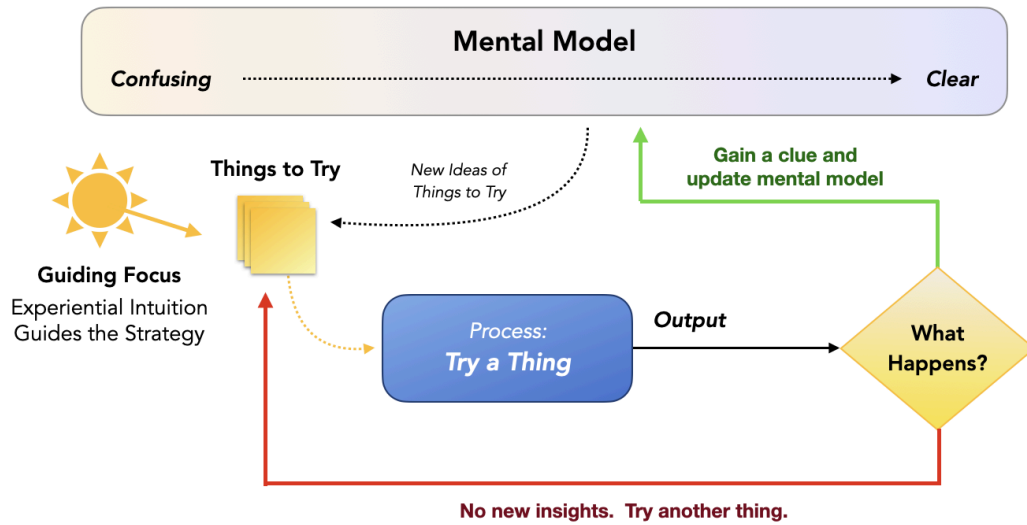 Mental Model
Confusing
Clear
Things to Try
New Ideas of
Things to Try
Gain a clue and
update mental model
Guiding Focus
Experiential Intuition
Guides the Strategy
Process:
Try a Thing
Output
What
Happens?
No new insights.  Try another thing.